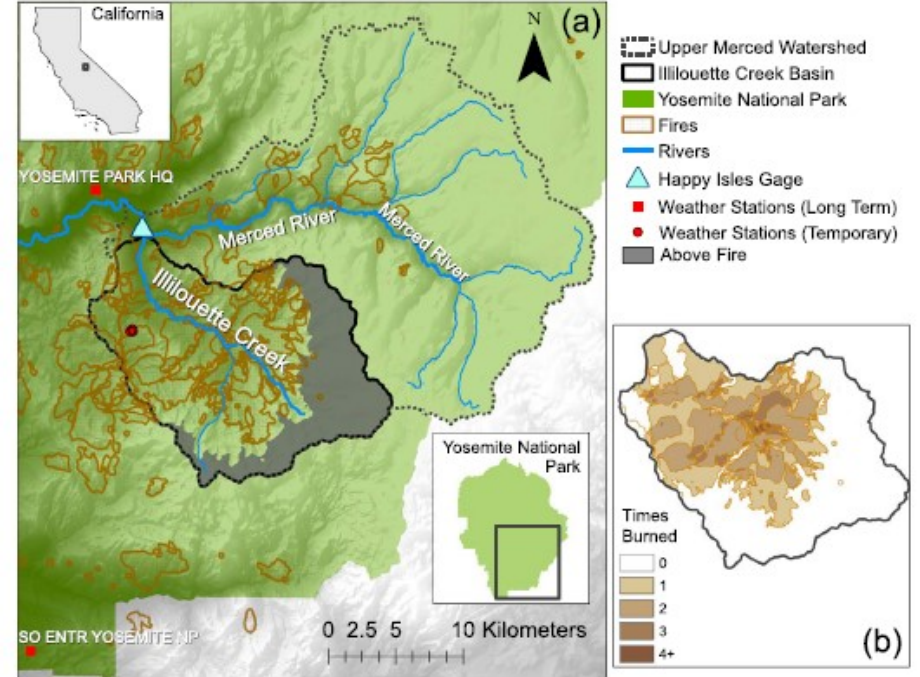 California
N
(a)
YOSEMITE PARK HQ
Merced River
Merced River
Illilouette Creek
Yosemite National
Park
SO ENTR YOSEMITE NP
0 2.5 5 10 Kilometers
Upper Merced Watershed
Illilouette Creek Basin
Yosemite National Park
Fires
Rivers
Happy Isles Gage
Weather Stations (Long Term)
Weather Stations (Temporary)
Above Fire
Times
Burned
0
1
2
3
4+
(b)